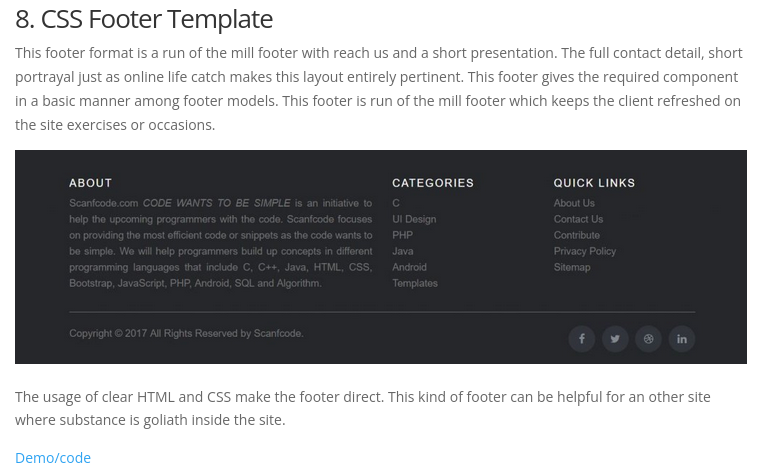 8. CSS Footer Template
This footer format is a run of the mill footer with reach us and a short presentation. The full contact detail, short
portrayal just as online life catch makes this layout entirely pertinent. This footer gives the required component
in a basic manner among footer models. This footer is run of the mill footer which keeps the client refreshed on
the site exercises or occasions.
ABOUT
Scanfcode.com CODE WANTS TO BE SIMPLE is an initiative to
help the upcoming programmers with the code. Scanfcode focuses
on providing the most efficient code or snippets as the code wants to
be simple. We will help programmers build up concepts in different
programming languages that include C, C++, Java, HTML, CSS,
Bootstrap, JavaScript, PHP, Android, SQL and Algorithm.
CATEGORIES
C
UI Design
PHP
Java
Android
Templates
QUICK LINKS
About Us
Contact Us
Contribute
Privacy Policy
Sitemap
Copyright © 2017 All Rights Reserved by Scanfcode.
The usage of clear HTML and CSS make the footer direct. This kind of footer can be helpful for an other site
where substance is goliath inside the site.
Demo/code